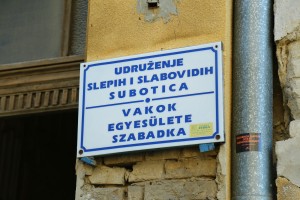 UDRUŽENJE
SLEPIH I SLABOVIDIH
SUBOTICA
VAKOK
EGYESÜLETE
SZABADKA